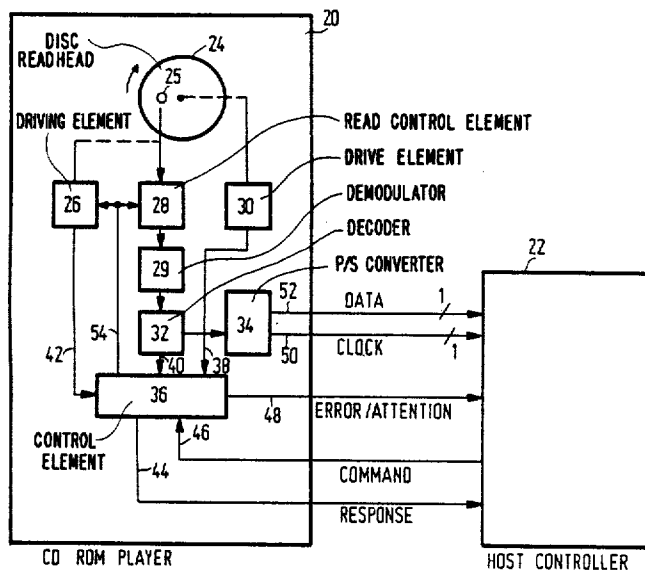 20
24
DISC
READHEAD
25
DRIVING ELEMENT
READ CONTROL ELEMENT
DRIVE ELEMENT
DEMODULATOR
DECODER
P/S CONVERTER
26
28
30
29
22
52
DATA
1
34
32
50
CLOCK
1
42
54
40
38
36
48
ERROR/ATTENTION
46
CONTROL
ELEMENT
44
COMMAND
RESPONSE
CD ROM PLAYER
HOST CONTROLLER